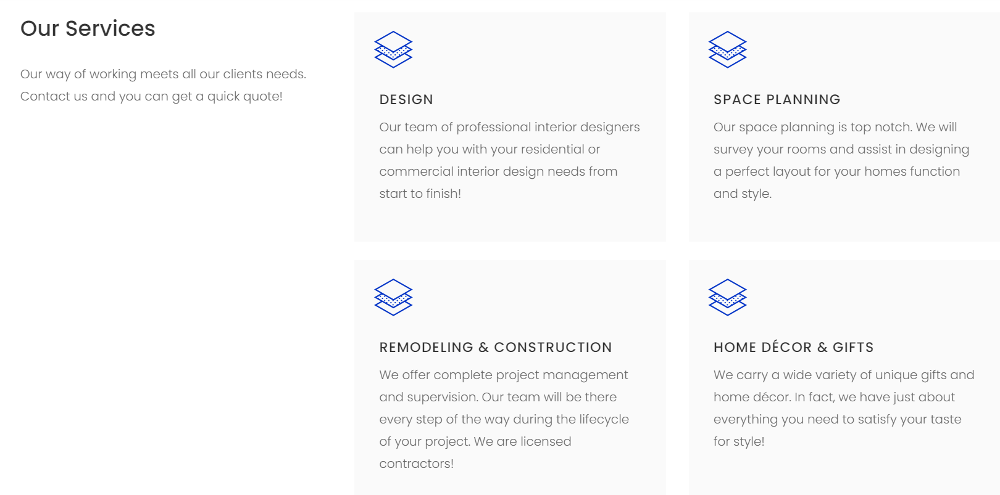 Our Services
Our way of working meets all our clients needs.
Contact us and you can get a quick quote!
DESIGN
Our team of professional interior designers
can help you with your residential or
commercial interior design needs from
start to finish!
SPACE PLANNING
Our space planning is top notch. We will
survey your rooms and assist in designing
a perfect layout for your homes function
and style.
REMODELING & CONSTRUCTION
We offer complete project management
and supervision. Our team will be there
every step of the way during the lifecycle
of your project. We are licensed
contractors!
HOME DÉCOR & GIFTS
We carry a wide variety of unique gifts and
home décor. In fact, we have just about
everything you need to satisfy your taste
for style!